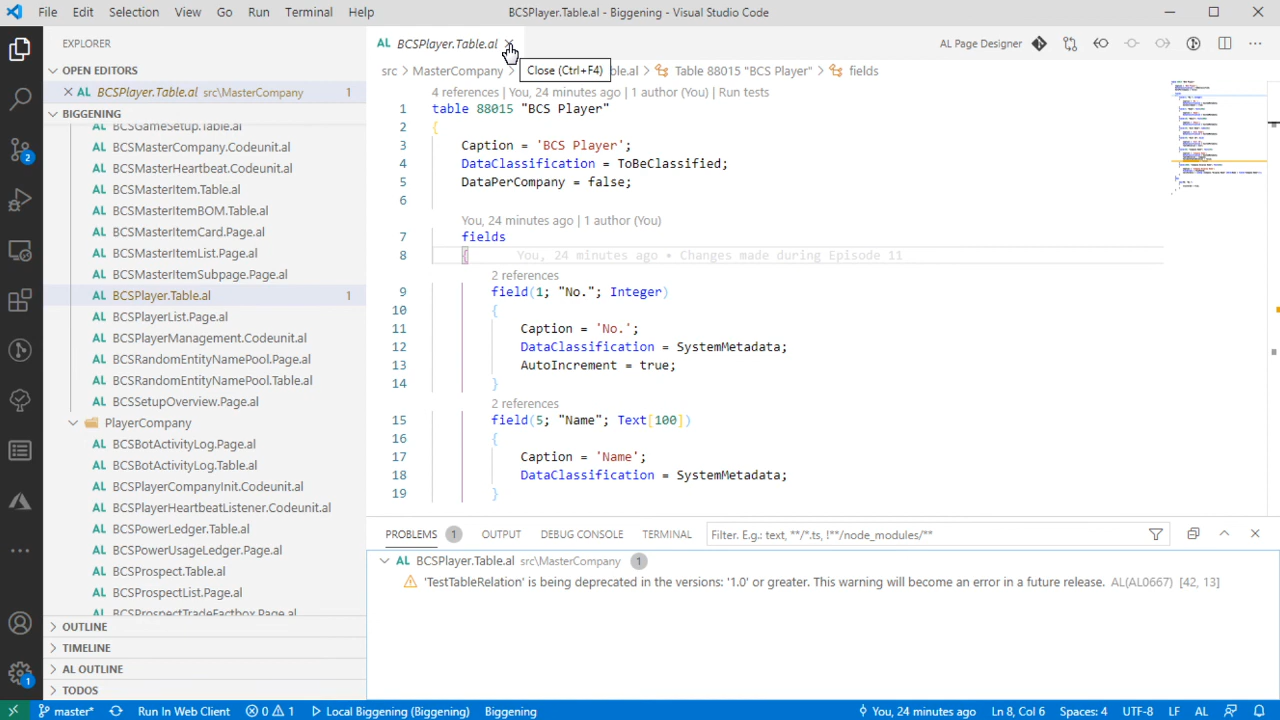 File Edit Selection View Go Run Terminal Help
BCSPlayer.Table.al - Biggening - Visual Studio Code
EXPLORER
OPEN EDITORS
BCSPlayer.Table.al src\MasterCompany 1
BIGGENING
BCSGameSetup.Table.al
BCSMasterCompany.Codeunit.al
BCSMasterHeartbeat.Codeunit.al
BCSMasterItem.Table.al
BCSMasterItemBOM.Table.al
BCSMasterItemCard.Page.al
BCSMasterItemList.Page.al
BCSMasterItemSubpage.Page.al
BCSPlayer.Table.al 1
BCSPlayerList.Page.al
BCSPlayerManagement.Codeunit.al
BCSRandomEntityNamePool.Page.al
BCSRandomEntityNamePool.Table.al
BCSSetupOverview.Page.al
PlayerCompany
BCSBotActivityLog.Page.al
BCSBotActivityLog.Table.al
BCSPlayerCompanyInit.Codeunit.al
BCSPlayerHeartbeatListener.Codeunit.al
BCSPowerLedger.Table.al
BCSPowerUsageLedger.Page.al
BCSProspect.Table.al
BCSProspectList.Page.al
BCSProspectTradeFactbox.Page.al
OUTLINE
TIMELINE
AL OUTLINE
TODOS
AL BCSPlayer.Table.al
AL Page Designer
Close (Ctrl+F4)
src > MasterCompany > ble.al > Table 88015 "BCS Player" > fields
4 references | You, 24 minutes ago | 1 author (You) | Run tests
1 table 88015 "BCS Player"
2 {
3 Caption = 'BCS Player';
4 DataClassification = ToBeClassified;
5 DataPerCompany = false;
6
You, 24 minutes ago | 1 author (You)
7 fields
8 { You, 24 minutes ago • Changes made during Episode 11
2 references
9 field(1; "No."; Integer)
10 {
11 Caption = 'No.';
12 DataClassification = SystemMetadata;
13 AutoIncrement = true;
14 }
2 references
15 field(5; "Name"; Text[100])
16 {
17 Caption = 'Name';
18 DataClassification = SystemMetadata;
19 }
PROBLEMS 1 OUTPUT DEBUG CONSOLE TERMINAL Filter. E.g.: text, **/*.ts, !**/node_modules/**
AL BCSPlayer.Table.al src\MasterCompany 1
'TestTableRelation' is being deprecated in the versions: '1.0' or greater. This warning will become an error in a future release. AL(AL0667) [42, 13]
master* Run In Web Client 0 1 Local Biggening (Biggening) Biggening You, 24 minutes ago Ln 8, Col 6 Spaces: 4 UTF-8 LF AL